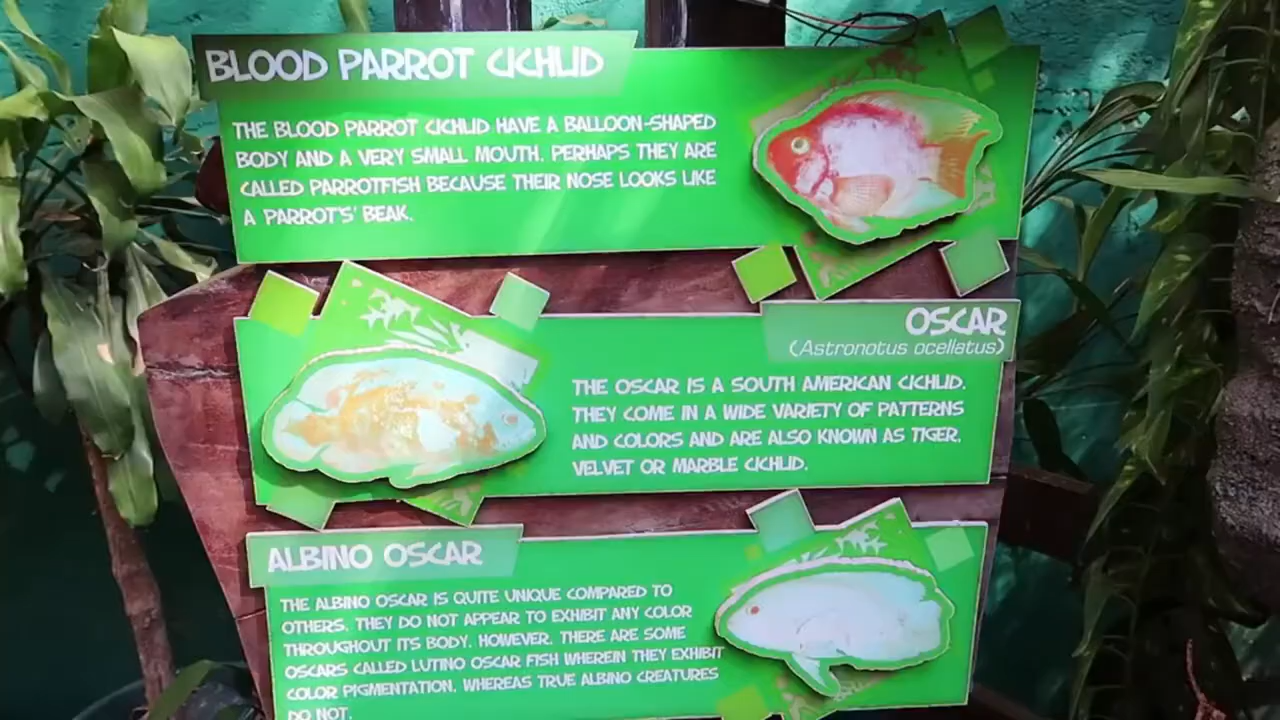 BLOOD PARROT CICHLID
THE BLOOD PARROT CICHLID HAVE A BALLOON-SHAPED
BODY AND A VERY SMALL MOUTH. PERHAPS THEY ARE
CALLED PARROTFISH BECAUSE THEIR NOSE LOOKS LIKE
A PARROT'S' BEAK.
OSCAR
(Astronotus ocellatus)
THE OSCAR IS A SOUTH AMERICAN CICHLID.
THEY COME IN A WIDE VARIETY OF PATTERNS
AND COLORS AND ARE ALSO KNOWN AS TIGER,
VELVET OR MARBLE CICHLID.
ALBINO OSCAR
THE ALBINO OSCAR IS QUITE UNIQUE COMPARED TO
OTHERS. THEY DO NOT APPEAR TO EXHIBIT ANY COLOR
THROUGHOUT ITS BODY. HOWEVER, THERE ARE SOME
OSCARS CALLED LUTINO OSCAR FISH WHEREIN THEY EXHIBIT
COLOR PIGMENTATION, WHEREAS TRUE ALBINO CREATURES
DO NOT.